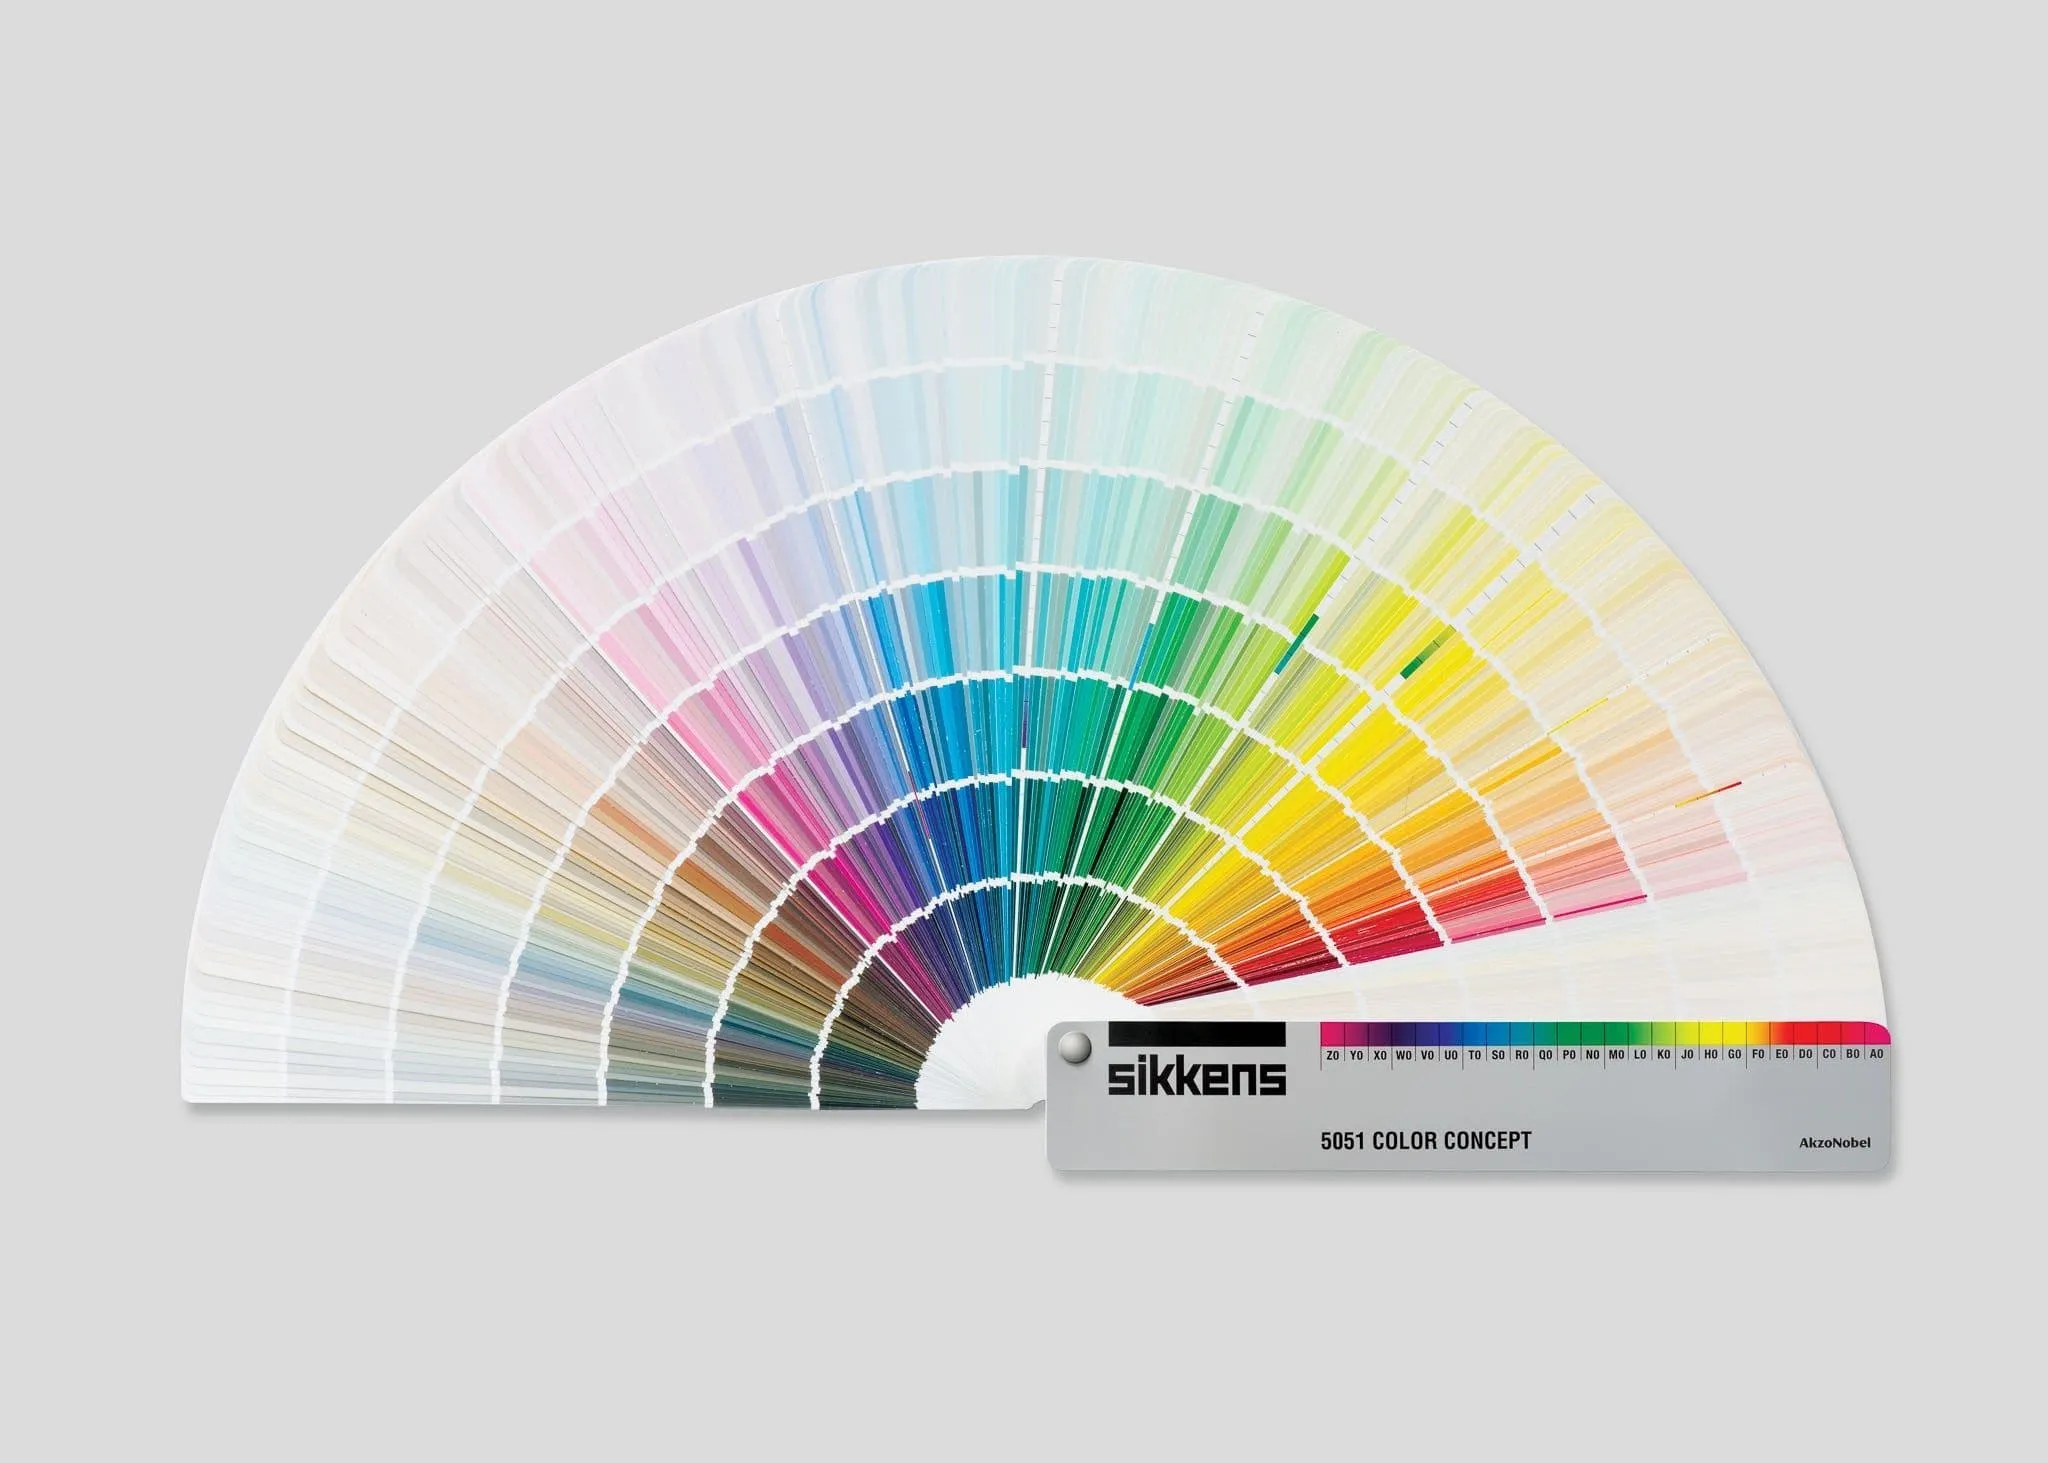 sikkens
Z0 Y0 X0 W0 V0 U0 T0 S0 R0 Q0 P0 N0 M0 L0 K0 J0 H0 G0 F0 E0 D0 C0 B0 A0
5051 COLOR CONCEPT
AkzoNobel